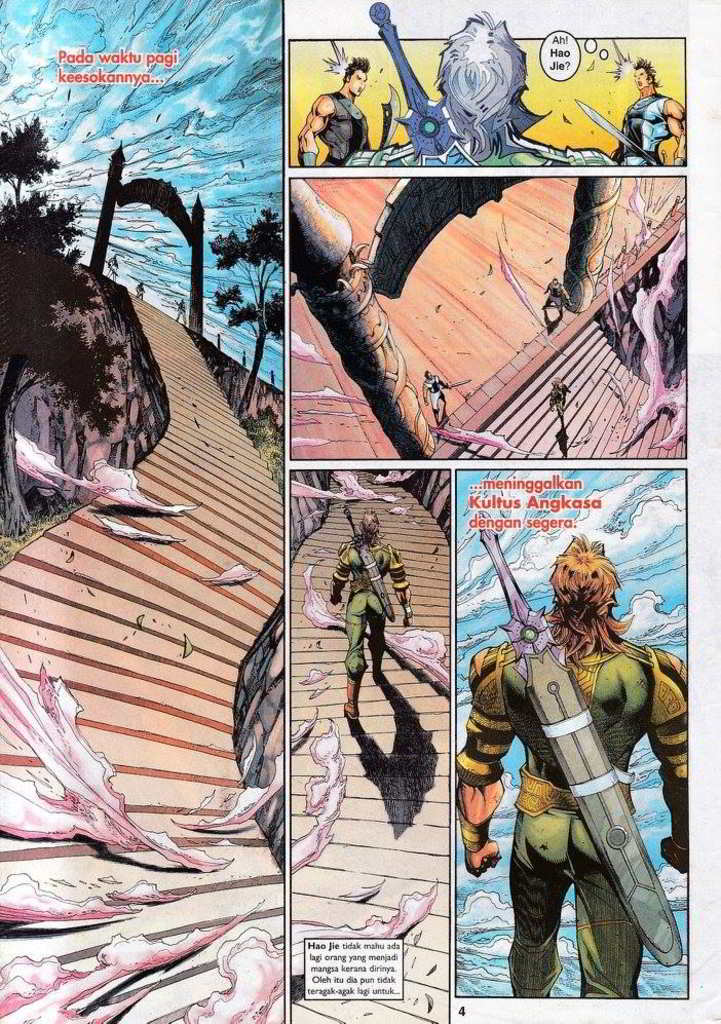 Pada waktu pagi
keesokannya...
Ah!
Hao
Jie?
Hao Jie tidak mahu ada
lagi orang yang menjadi
mangsa kerana dirinya.
Oleh itu dia pun tidak
teragak-agak lagi untuk...
...meninggalkan
Kultus Angkasa
dengan segera.
4